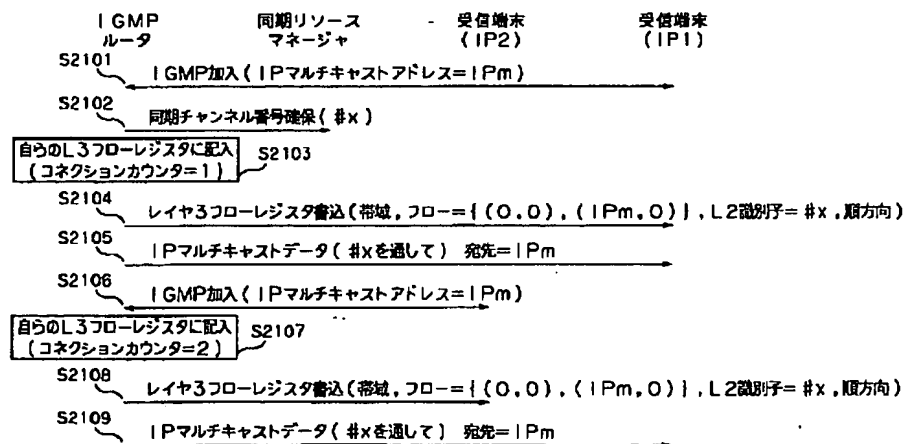 IGMP
ルータ
同期リソース
マネージャ
受信端末
(IP2)
受信端末
(IP1)
S2101
IGMP加入(IPマルチキャストアドレス=IPm)
S2102
同期チャンネル番号確保(#x)
自らのL3フローレジスタに記入
(コネクションカウンタ=1)
S2103
S2104
レイヤ3フローレジスタ書込(帯域,フロー={(0,0),(IPm,0)},L2識別子=#x,順方向)
S2105
IPマルチキャストデータ(#xを通して) 宛先=IPm
S2106
IGMP加入(IPマルチキャストアドレス=IPm)
自らのL3フローレジスタに記入
(コネクションカウンタ=2)
S2107
S2108
レイヤ3フローレジスタ書込(帯域,フロー={(0,0),(IPm,0)},L2識別子=#x,順方向)
S2109
IPマルチキャストデータ(#xを通して) 宛先=IPm